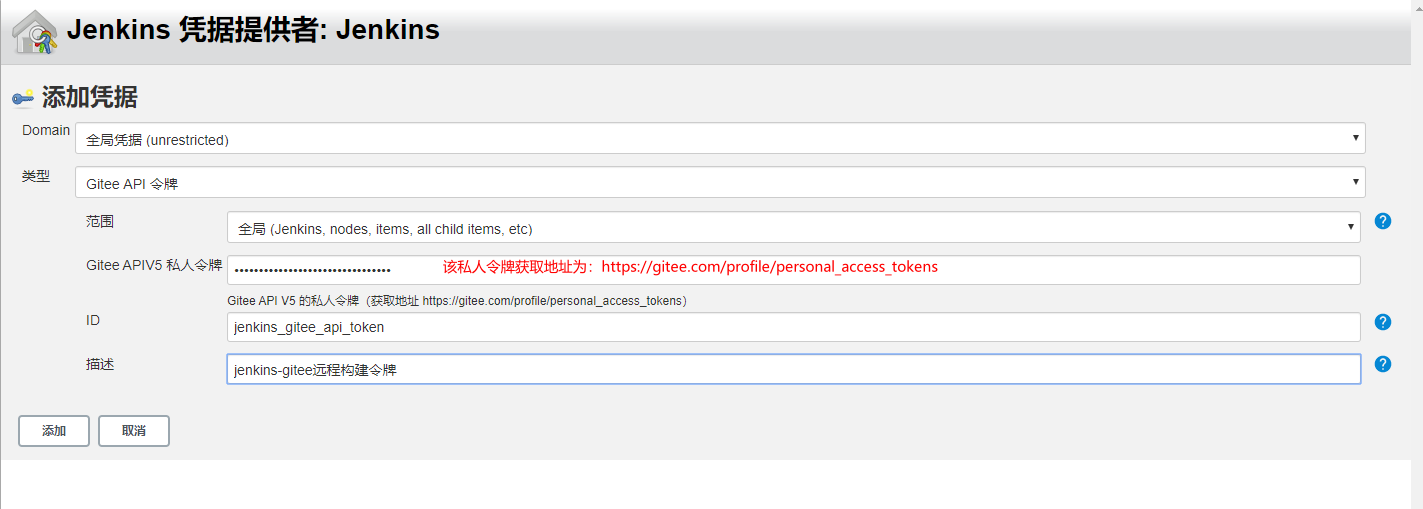 Jenkins 凭据提供者: Jenkins
添加凭据
Domain 全局凭据 (unrestricted)
类型 Gitee API 令牌
范围 全局 (Jenkins, nodes, items, all child items, etc)
Gitee APIV5 私人令牌 •••••••••••••••••••••••••••••••• 该私人令牌获取地址为：https://gitee.com/profile/personal_access_tokens
Gitee API V5 的私人令牌（获取地址 https://gitee.com/profile/personal_access_tokens）
ID jenkins_gitee_api_token
描述 jenkins-gitee远程构建令牌
添加 取消